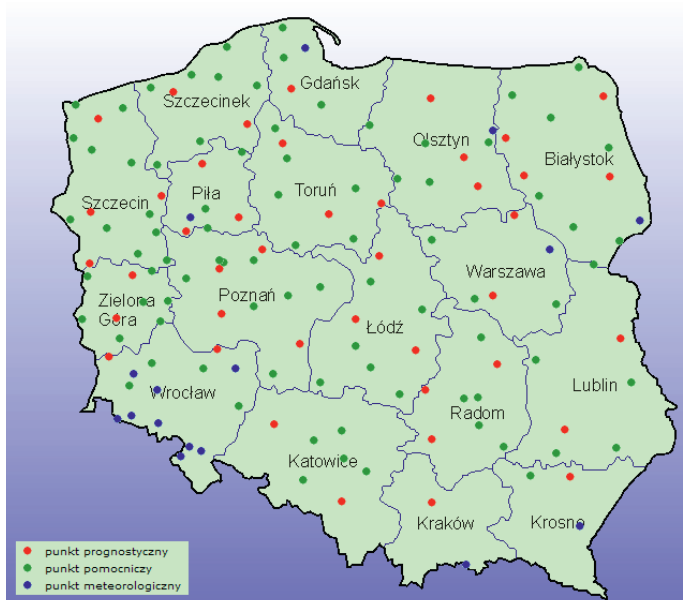 Gdańsk
Szczecinek
Olsztyn
Białystok
Piła
Toruń
Szczecin
Warszawa
Zielona
Góra
Poznań
Łódź
Wrocław
Lublin
Radom
Katowice
Kraków
Krosno
punkt prognostyczny
punkt pomocniczy
punkt meteorologiczny